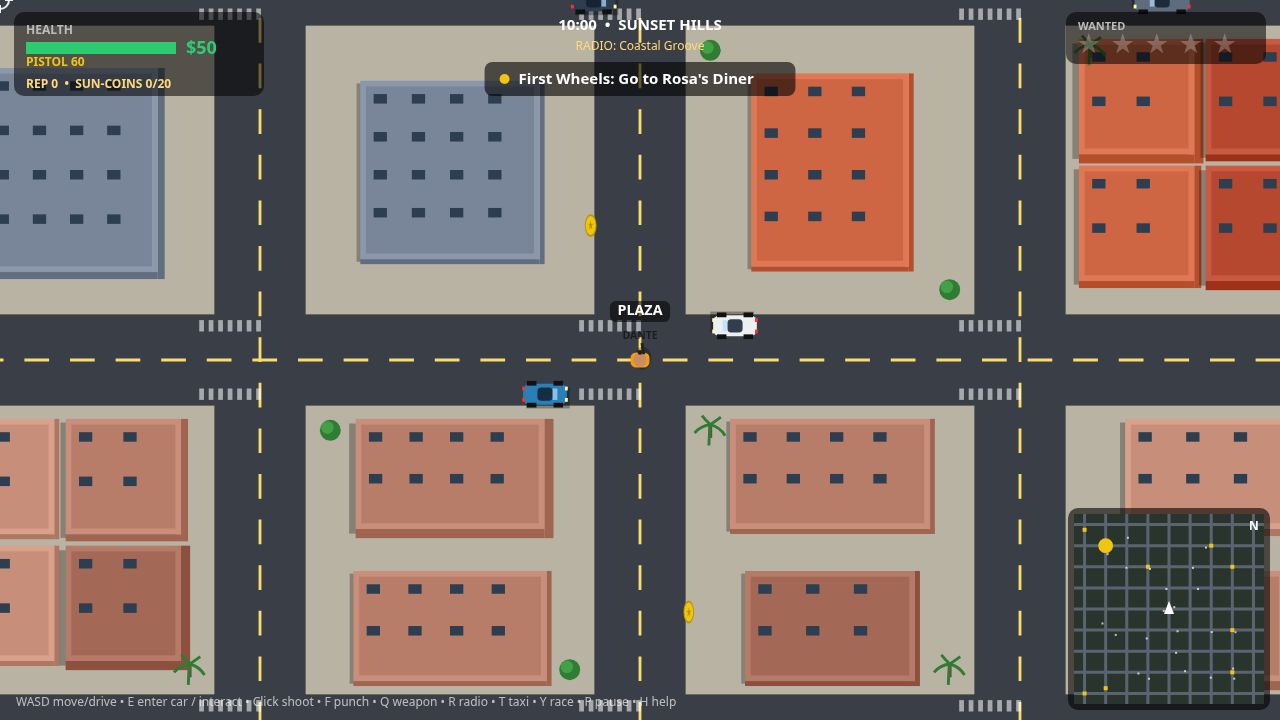 HEALTH
$50
PISTOL 60
REP 0 • SUN-COINS 0/20
10:00 • SUNSET HILLS
RADIO: Coastal Groove
First Wheels: Go to Rosa's Diner
WANTED
PLAZA
DANTE
N
WASD move/drive • E enter car / interact • Click shoot • F punch • Q weapon • R radio • T taxi • Y race • P pause • H help